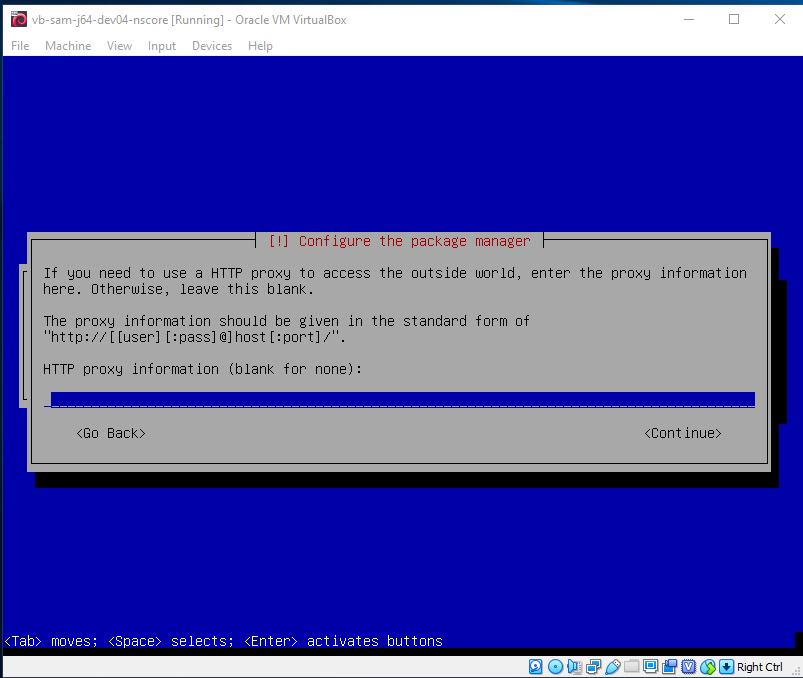 vb-sam-j64-dev04-nscore [Running] - Oracle VM VirtualBox
File Machine View Input Devices Help
[!] Configure the package manager
If you need to use a HTTP proxy to access the outside world, enter the proxy information
here. Otherwise, leave this blank.
The proxy information should be given in the standard form of
"http://[[user][:pass]@]host[:port]/".
HTTP proxy information (blank for none):
<Go Back> <Continue>
<Tab> moves; <Space> selects; <Enter> activates buttons
Right Ctrl